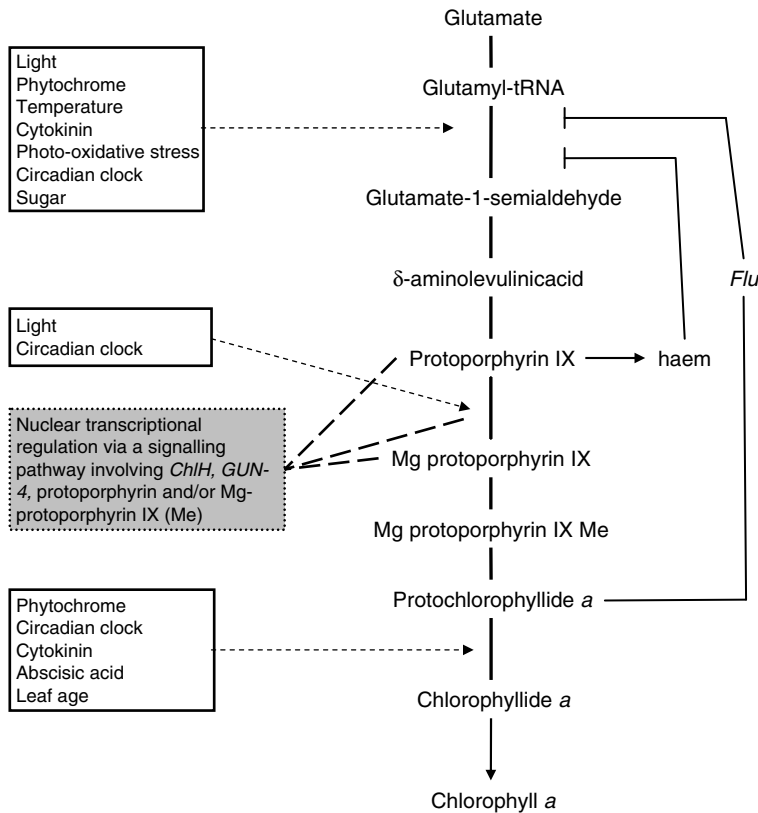 Glutamate
Light
Phytochrome
Temperature
Cytokinin
Photo-oxidative stress
Circadian clock
Sugar
Glutamyl-tRNA
Glutamate-1-semialdehyde
δ-aminolevulinicacid
Flu
Light
Circadian clock
Protoporphyrin IX
haem
Nuclear transcriptional
regulation via a signalling
pathway involving ChlH, GUN-
4, protoporphyrin and/or Mg-
protoporphyrin IX (Me)
Mg protoporphyrin IX
Mg protoporphyrin IX Me
Protochlorophyllide a
Phytochrome
Circadian clock
Cytokinin
Abscisic acid
Leaf age
Chlorophyllide a
Chlorophyll a